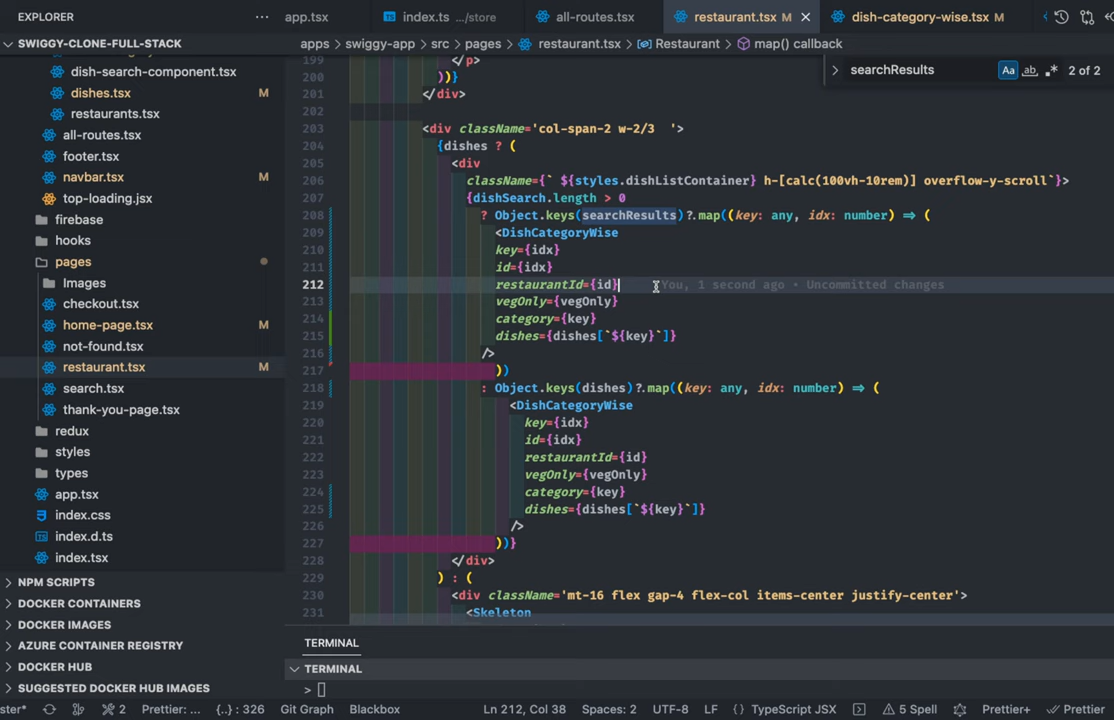 EXPLORER
SWIGGY-CLONE-FULL-STACK
dish-search-component.tsx
dishes.tsx M
restaurants.tsx
all-routes.tsx
footer.tsx
navbar.tsx M
top-loading.jsx
firebase
hooks
pages
Images
checkout.tsx
home-page.tsx M
not-found.tsx
restaurant.tsx M
search.tsx
thank-you-page.tsx
redux
styles
types
app.tsx
index.css
index.d.ts
index.tsx
NPM SCRIPTS
DOCKER CONTAINERS
DOCKER IMAGES
AZURE CONTAINER REGISTRY
DOCKER HUB
SUGGESTED DOCKER HUB IMAGES
app.tsx index.ts .../store all-routes.tsx restaurant.tsx M dish-category-wise.tsx M
apps > swiggy-app > src > pages > restaurant.tsx > Restaurant > map() callback
searchResults Aa ab 2 of 2
199 </p>
200 ))}
201 </div>
202
203 <div className='col-span-2 w-2/3  '>
204 {dishes ? (
205 <div
206 className={` ${styles.dishListContainer} h-[calc(100vh-10rem)] overflow-y-scroll`}>
207 {dishSearch.length > 0
208 ? Object.keys(searchResults)?.map((key: any, idx: number) => (
209 <DishCategoryWise
210 key={idx}
211 id={idx}
212 restaurantId={id} You, 1 second ago • Uncommitted changes
213 vegOnly={vegOnly}
214 category={key}
215 dishes={dishes[`${key}`]}
216 />
217 ))
218 : Object.keys(dishes)?.map((key: any, idx: number) => (
219 <DishCategoryWise
220 key={idx}
221 id={idx}
222 restaurantId={id}
223 vegOnly={vegOnly}
224 category={key}
225 dishes={dishes[`${key}`]}
226 />
227 ))}
228 </div>
229 ) : (
230 <div className='mt-16 flex gap-4 flex-col items-center justify-center'>
231 <Skeleton
TERMINAL
TERMINAL
> []
ster* 2 Prettier: ... {..} : 326 Git Graph Blackbox Ln 212, Col 38 Spaces: 2 UTF-8 LF {} TypeScript JSX 5 Spell Prettier+ Prettier